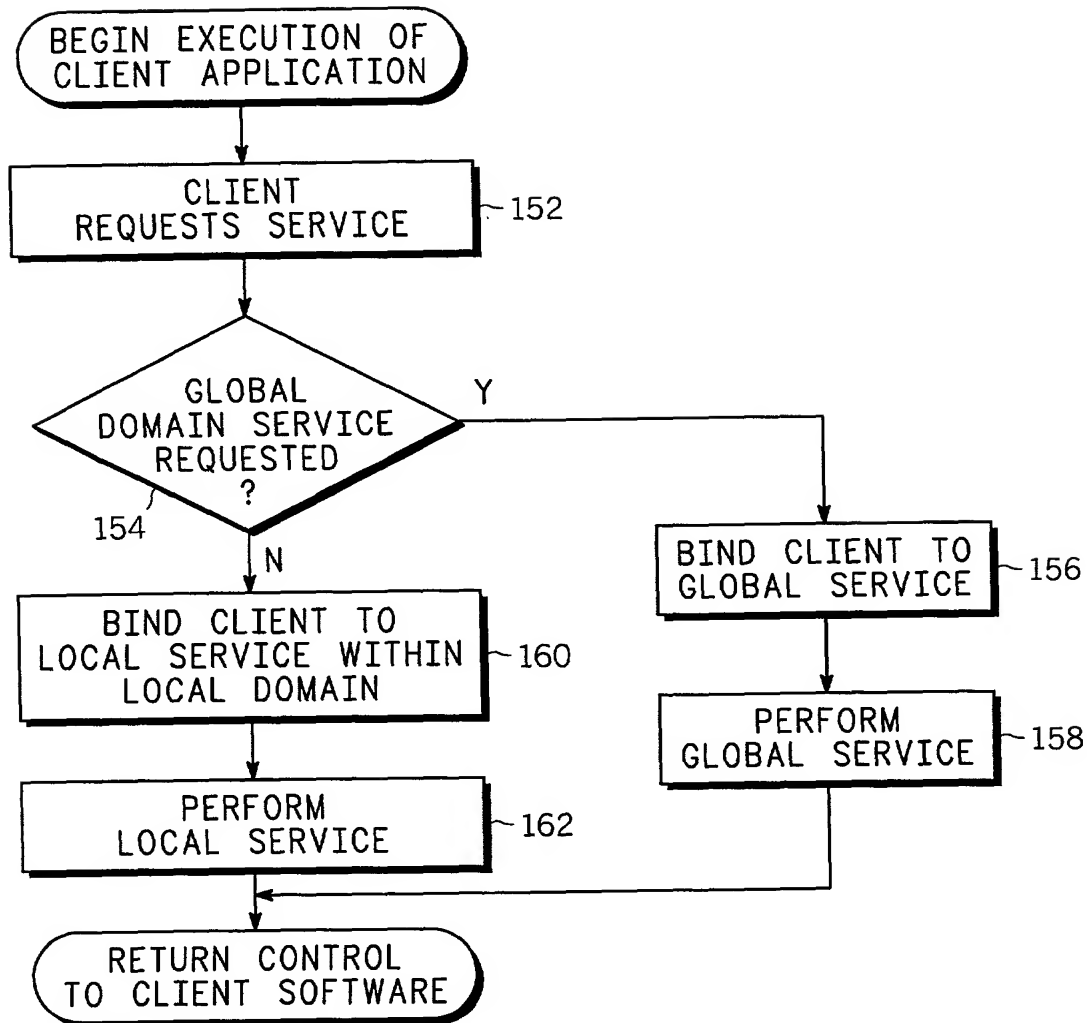 BEGIN EXECUTION OF
CLIENT APPLICATION
CLIENT
REQUESTS SERVICE
152
GLOBAL
DOMAIN SERVICE
REQUESTED
?
154
Y
N
BIND CLIENT TO
GLOBAL SERVICE
156
PERFORM
GLOBAL SERVICE
158
BIND CLIENT TO
LOCAL SERVICE WITHIN
LOCAL DOMAIN
160
PERFORM
LOCAL SERVICE
162
RETURN CONTROL
TO CLIENT SOFTWARE